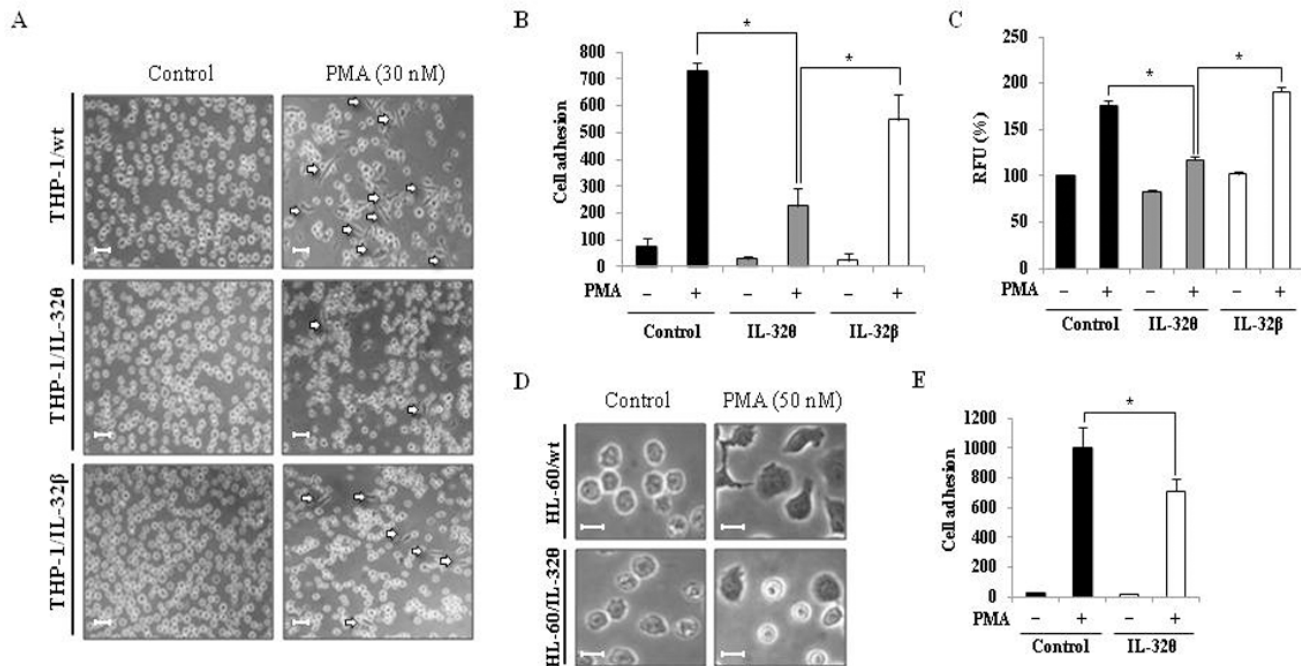 A
Control PMA (30 nM)
THP-1/wt
THP-1/IL-32θ
THP-1/IL-32β
B
Cell adhesion
800
700
600
500
400
300
200
100
0
*
*
PMA − + − + − +
Control IL-32θ IL-32β
C
RFU (%)
250
200
150
100
50
0
*
*
PMA − + − + − +
Control IL-32θ IL-32β
D
Control PMA (50 nM)
HL-60/wt
HL-60/IL-32θ
E
Cell adhesion
1200
1000
800
600
400
200
0
*
PMA − + − +
Control IL-32θ